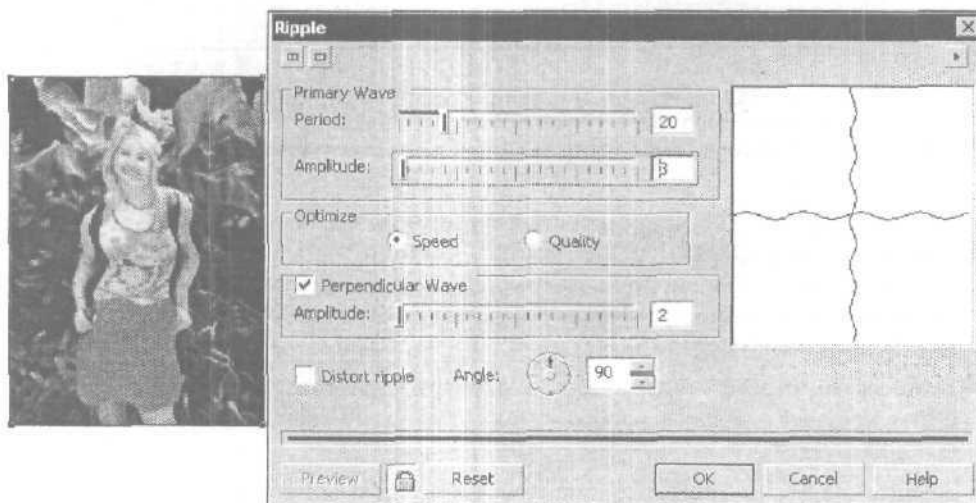 Ripple
Primary Wave
Period: 20
Amplitude: 3
Optimize
Speed Quality
Perpendicular Wave
Amplitude: 2
Distort ripple Angle: 90
Preview Reset OK Cancel Help